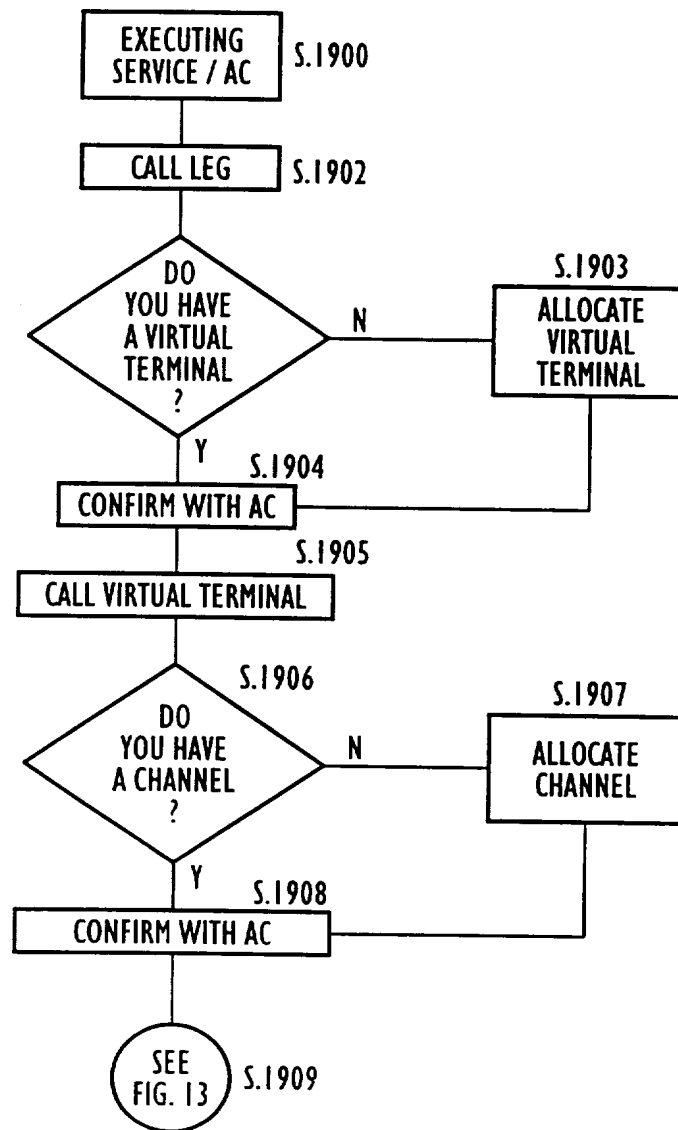 EXECUTING
SERVICE / AC
S.1900
CALL LEG
S.1902
DO
YOU HAVE
A VIRTUAL
TERMINAL
?
N
S.1903
ALLOCATE
VIRTUAL
TERMINAL
Y
S.1904
CONFIRM WITH AC
S.1905
CALL VIRTUAL TERMINAL
S.1906
DO
YOU HAVE
A CHANNEL
?
N
S.1907
ALLOCATE
CHANNEL
Y
S.1908
CONFIRM WITH AC
SEE
FIG. 13
S.1909